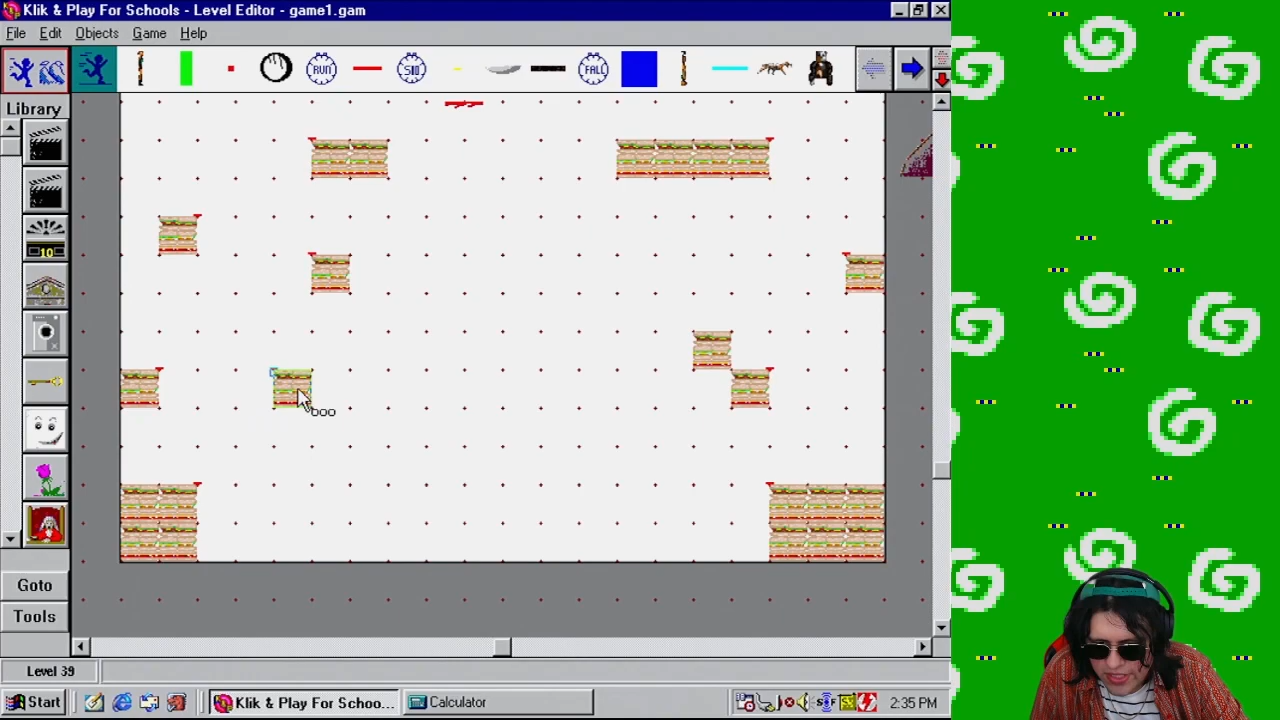 Klik & Play For Schools - Level Editor - game1.gam
File Edit Objects Game Help
RUN
FALL
Library
10
Goto
Tools
Level 39
Start
Klik & Play For Schoo...
Calculator
2:35 PM